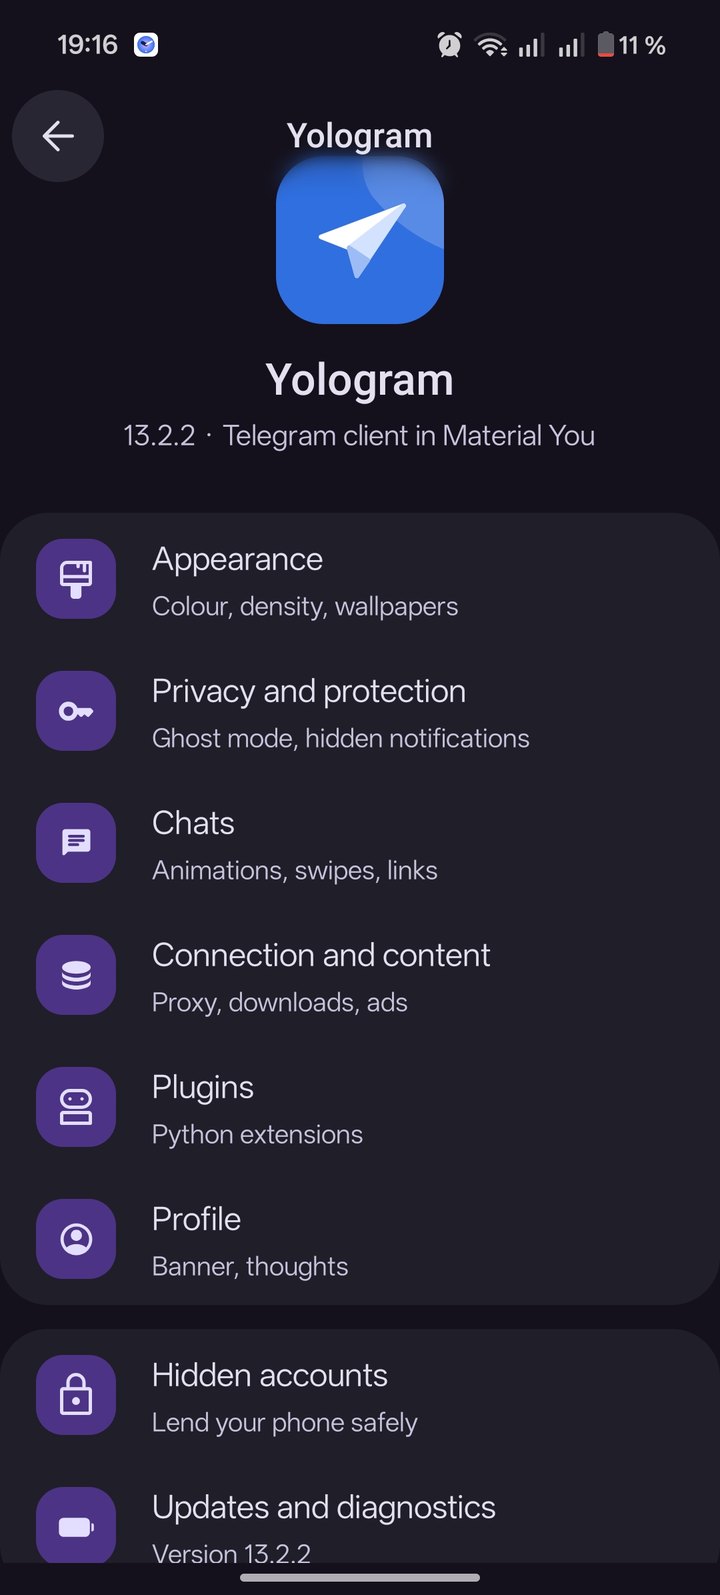 19:16
11 %
Yologram
Yologram
13.2.2 · Telegram client in Material You
Appearance
Colour, density, wallpapers
Privacy and protection
Ghost mode, hidden notifications
Chats
Animations, swipes, links
Connection and content
Proxy, downloads, ads
Plugins
Python extensions
Profile
Banner, thoughts
Hidden accounts
Lend your phone safely
Updates and diagnostics
Version 13.2.2